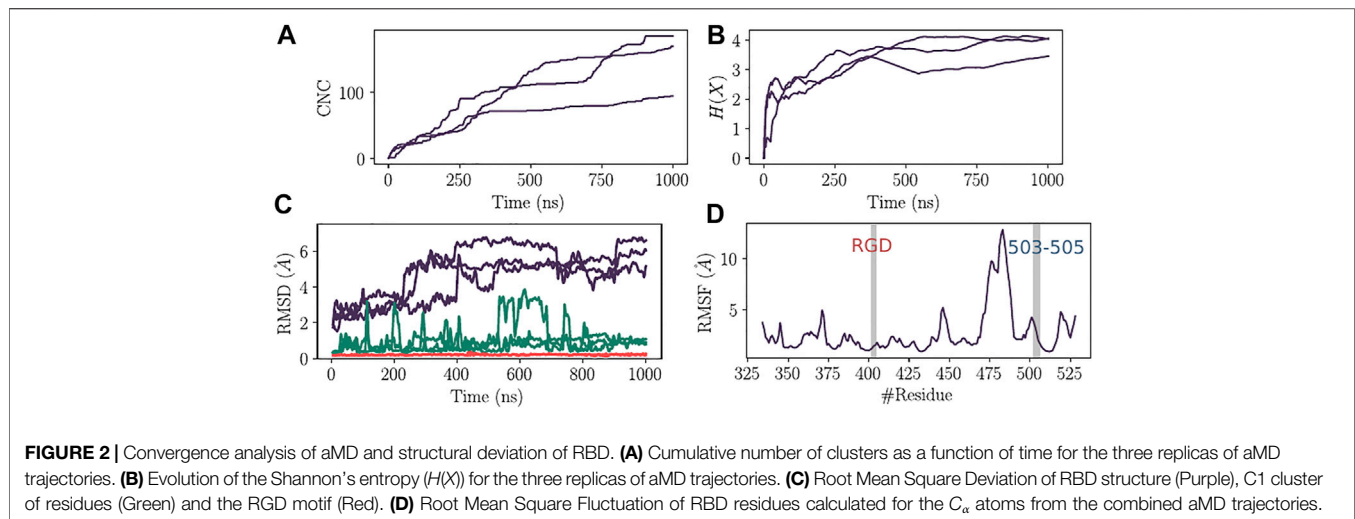 A
CNC
100
0
0 250 500 750 1000
Time (ns)
B
H(X)
4
3
2
1
0
0 250 500 750 1000
Time (ns)
C
RMSD (Å)
6
4
2
0
0 200 400 600 800 1000
Time (ns)
D
RMSF (Å)
10
5
RGD
503-505
325 350 375 400 425 450 475 500 525
#Residue
FIGURE 2 | Convergence analysis of aMD and structural deviation of RBD. (A) Cumulative number of clusters as a function of time for the three replicas of aMD
trajectories. (B) Evolution of the Shannon's entropy (H(X)) for the three replicas of aMD trajectories. (C) Root Mean Square Deviation of RBD structure (Purple), C1 cluster
of residues (Green) and the RGD motif (Red). (D) Root Mean Square Fluctuation of RBD residues calculated for the Cα atoms from the combined aMD trajectories.